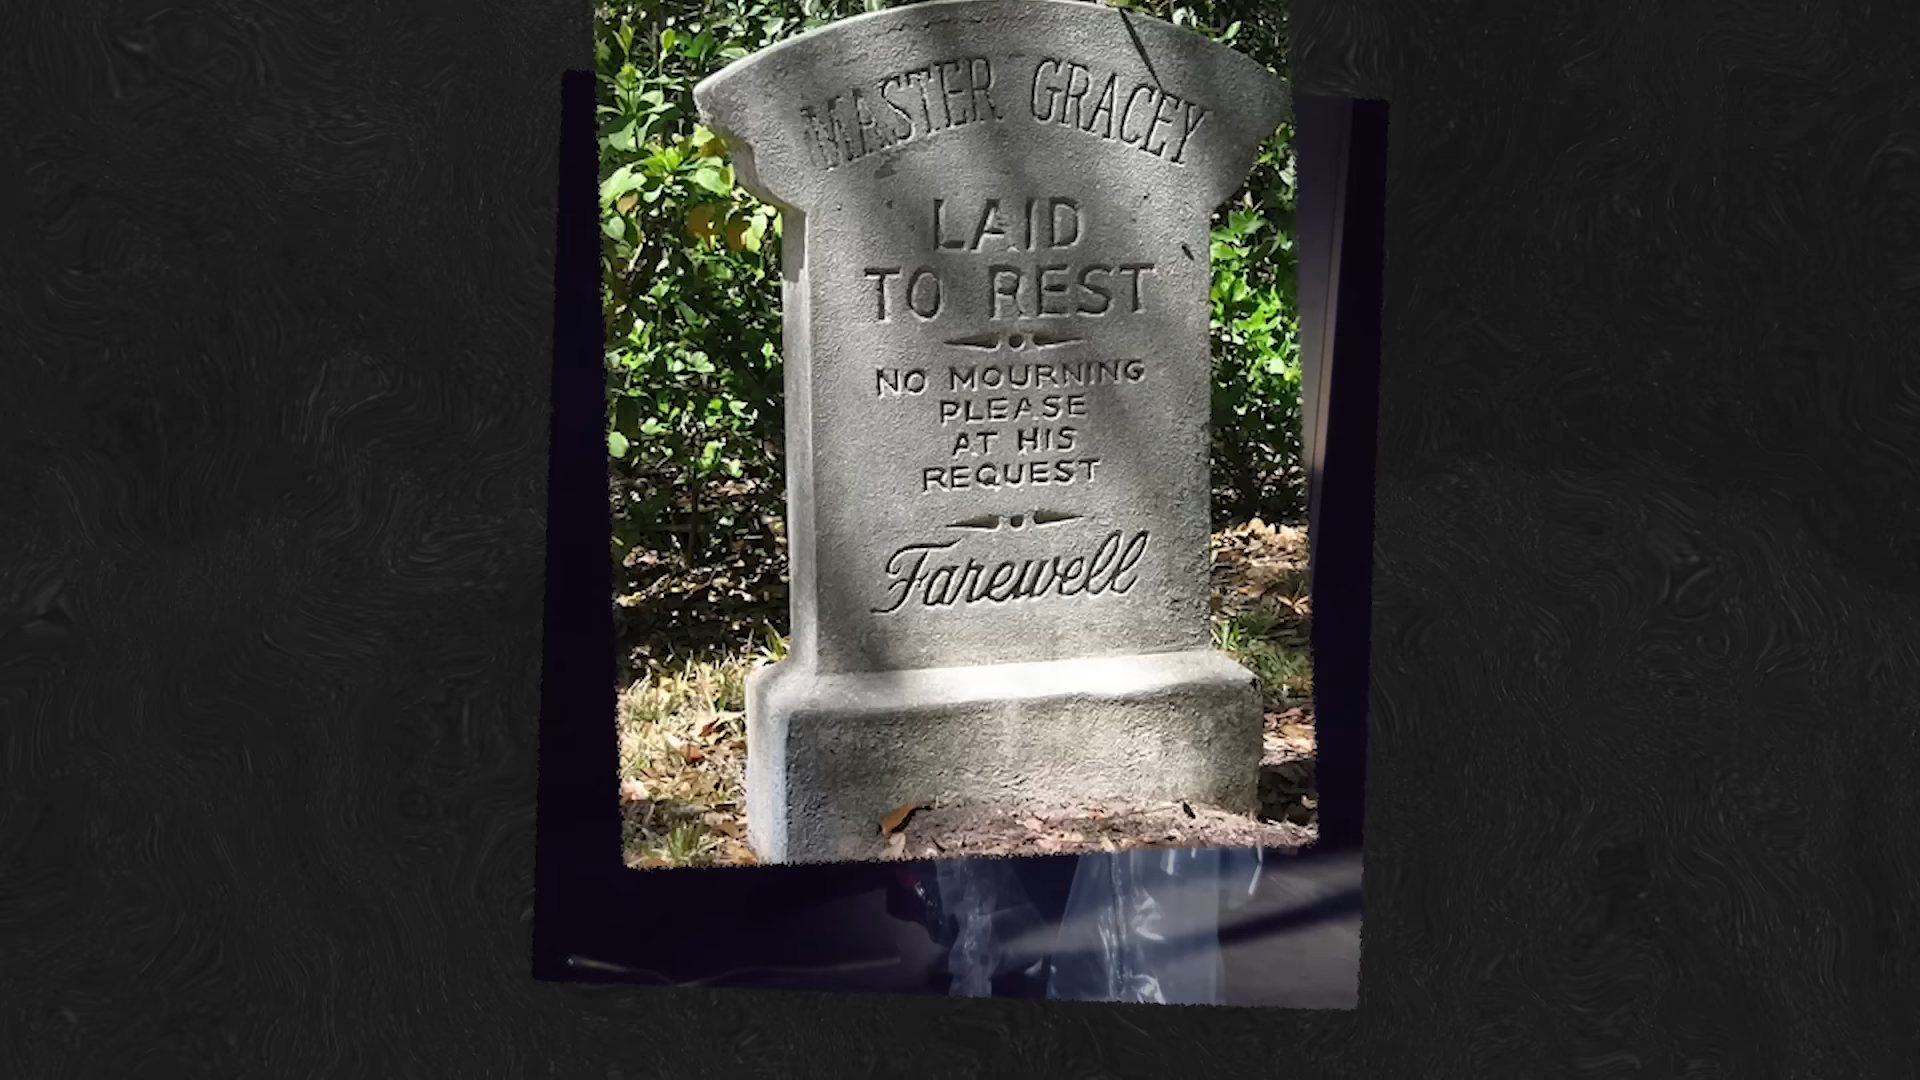 MASTER GRACEY
LAID
TO REST
NO MOURNING
PLEASE
AT HIS
REQUEST
Farewell